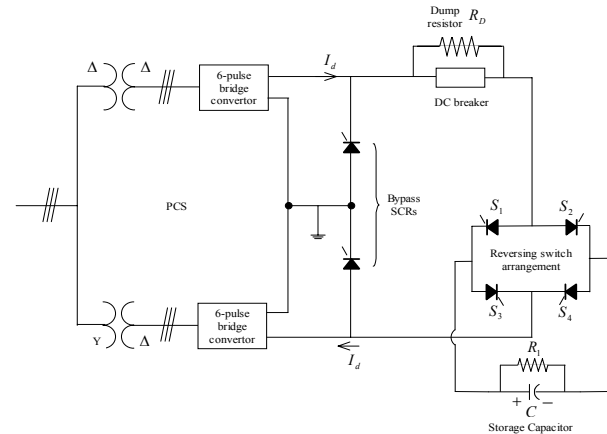 Dump
resistor R_D
Δ Δ
6-pulse
bridge
convertor
I_d
DC breaker
Bypass
SCRs
PCS
S_1 S_2
Reversing switch
arrangement
S_3 S_4
6-pulse
bridge
convertor
Y Δ
I_d
R_1
+ −
C
Storage Capacitor